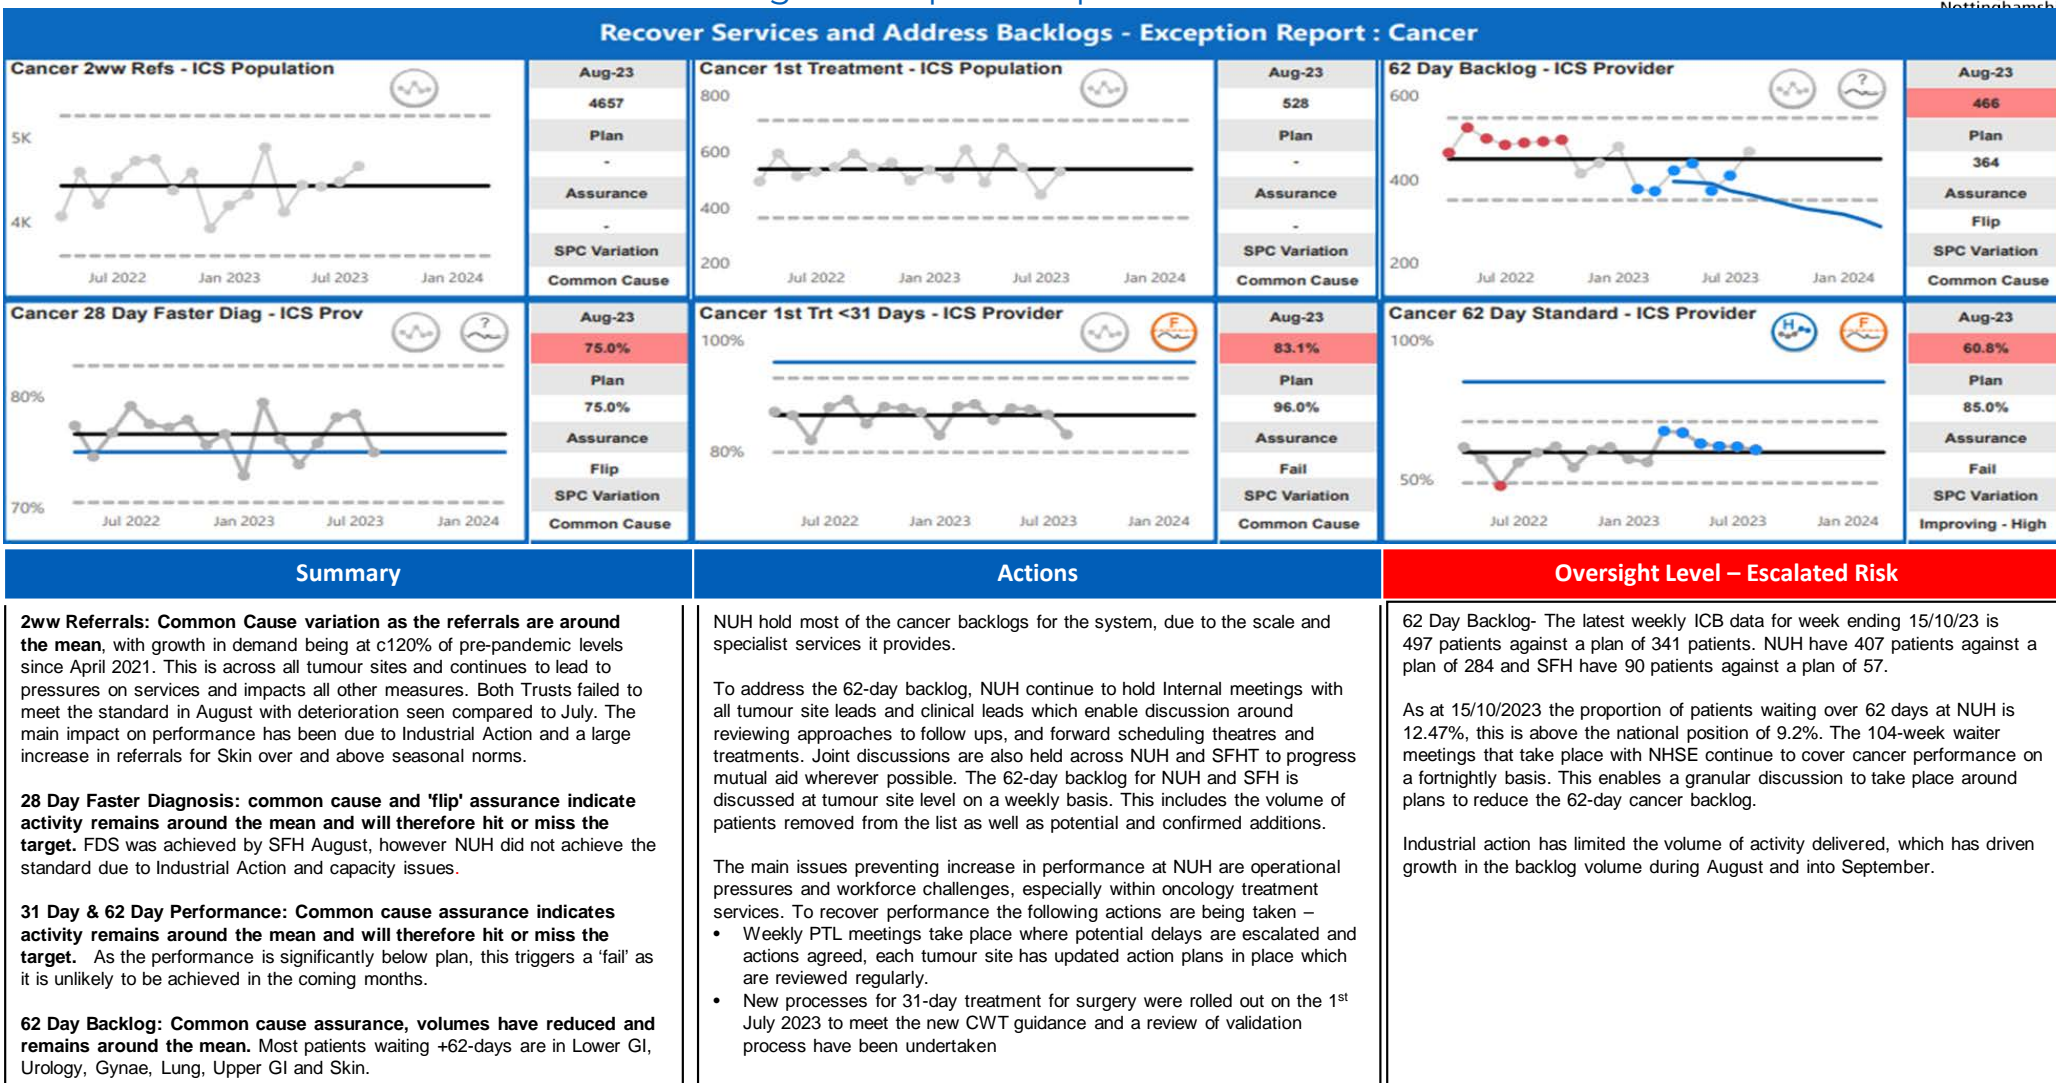 Recover Services and Address Backlogs - Exception Report : Cancer
Cancer 2ww Refs - ICS Population
5K
4K
Jul 2022 Jan 2023 Jul 2023 Jan 2024
Aug-23
4657
Plan
-
Assurance
-
SPC Variation
Common Cause
Cancer 1st Treatment - ICS Population
800
600
400
200
Jul 2022 Jan 2023 Jul 2023 Jan 2024
Aug-23
528
Plan
-
Assurance
-
SPC Variation
Common Cause
62 Day Backlog - ICS Provider
?
600
400
200
Jul 2022 Jan 2023 Jul 2023 Jan 2024
Aug-23
466
Plan
364
Assurance
Flip
SPC Variation
Common Cause
Cancer 28 Day Faster Diag - ICS Prov
?
80%
70%
Jul 2022 Jan 2023 Jul 2023 Jan 2024
Aug-23
75.0%
Plan
75.0%
Assurance
Flip
SPC Variation
Common Cause
Cancer 1st Trt <31 Days - ICS Provider
F
100%
80%
Jul 2022 Jan 2023 Jul 2023 Jan 2024
Aug-23
83.1%
Plan
96.0%
Assurance
Fail
SPC Variation
Common Cause
Cancer 62 Day Standard - ICS Provider
H F
100%
50%
Jul 2022 Jan 2023 Jul 2023 Jan 2024
Aug-23
60.8%
Plan
85.0%
Assurance
Fail
SPC Variation
Improving - High
Summary
2ww Referrals: Common Cause variation as the referrals are around
the mean, with growth in demand being at c120% of pre-pandemic levels
since April 2021. This is across all tumour sites and continues to lead to
pressures on services and impacts all other measures. Both Trusts failed to
meet the standard in August with deterioration seen compared to July. The
main impact on performance has been due to Industrial Action and a large
increase in referrals for Skin over and above seasonal norms.
28 Day Faster Diagnosis: common cause and 'flip' assurance indicate
activity remains around the mean and will therefore hit or miss the
target. FDS was achieved by SFH August, however NUH did not achieve the
standard due to Industrial Action and capacity issues.
31 Day & 62 Day Performance: Common cause assurance indicates
activity remains around the mean and will therefore hit or miss the
target. As the performance is significantly below plan, this triggers a ‘fail’ as
it is unlikely to be achieved in the coming months.
62 Day Backlog: Common cause assurance, volumes have reduced and
remains around the mean. Most patients waiting +62-days are in Lower GI,
Urology, Gynae, Lung, Upper GI and Skin.
Actions
NUH hold most of the cancer backlogs for the system, due to the scale and
specialist services it provides.
To address the 62-day backlog, NUH continue to hold Internal meetings with
all tumour site leads and clinical leads which enable discussion around
reviewing approaches to follow ups, and forward scheduling theatres and
treatments. Joint discussions are also held across NUH and SFHT to progress
mutual aid wherever possible. The 62-day backlog for NUH and SFH is
discussed at tumour site level on a weekly basis. This includes the volume of
patients removed from the list as well as potential and confirmed additions.
The main issues preventing increase in performance at NUH are operational
pressures and workforce challenges, especially within oncology treatment
services. To recover performance the following actions are being taken –
• Weekly PTL meetings take place where potential delays are escalated and
actions agreed, each tumour site has updated action plans in place which
are reviewed regularly.
• New processes for 31-day treatment for surgery were rolled out on the 1st
July 2023 to meet the new CWT guidance and a review of validation
process have been undertaken
Oversight Level – Escalated Risk
62 Day Backlog- The latest weekly ICB data for week ending 15/10/23 is
497 patients against a plan of 341 patients. NUH have 407 patients against a
plan of 284 and SFH have 90 patients against a plan of 57.
As at 15/10/2023 the proportion of patients waiting over 62 days at NUH is
12.47%, this is above the national position of 9.2%. The 104-week waiter
meetings that take place with NHSE continue to cover cancer performance on
a fortnightly basis. This enables a granular discussion to take place around
plans to reduce the 62-day cancer backlog.
Industrial action has limited the volume of activity delivered, which has driven
growth in the backlog volume during August and into September.